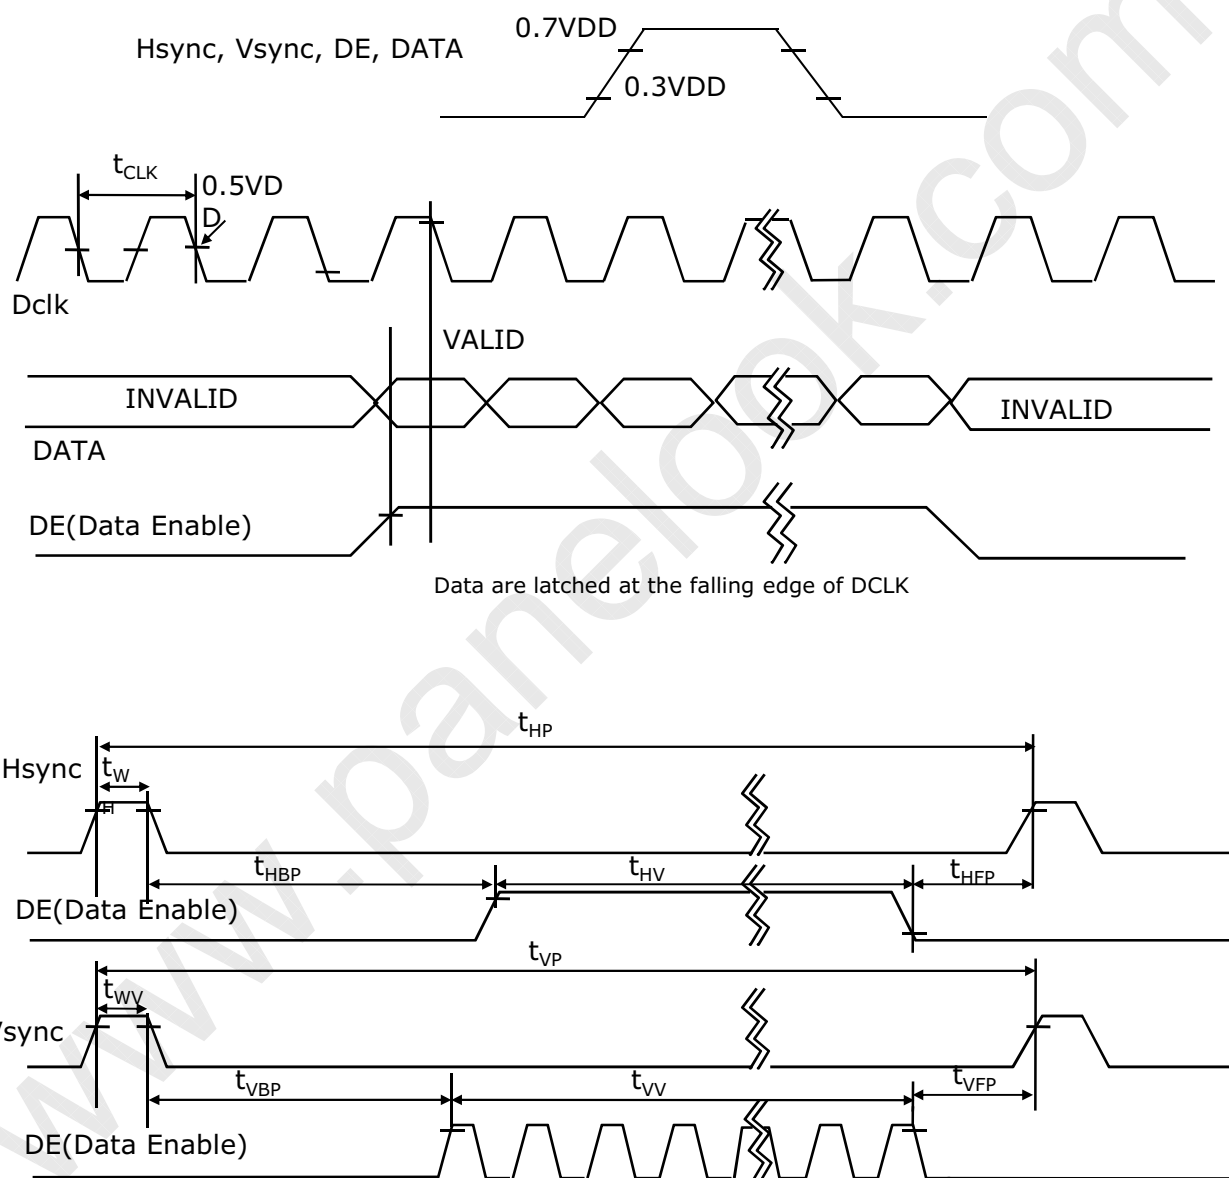 Hsync, Vsync, DE, DATA
0.7VDD
0.3VDD
tCLK
0.5VD
D
Dclk
VALID
INVALID
INVALID
DATA
DE(Data Enable)
Data are latched at the falling edge of DCLK
tHP
Hsync
tW
H
tHBP
tHV
tHFP
DE(Data Enable)
tVP
tWV
Vsync
tVBP
tVV
tVFP
DE(Data Enable)
www.panelook.com